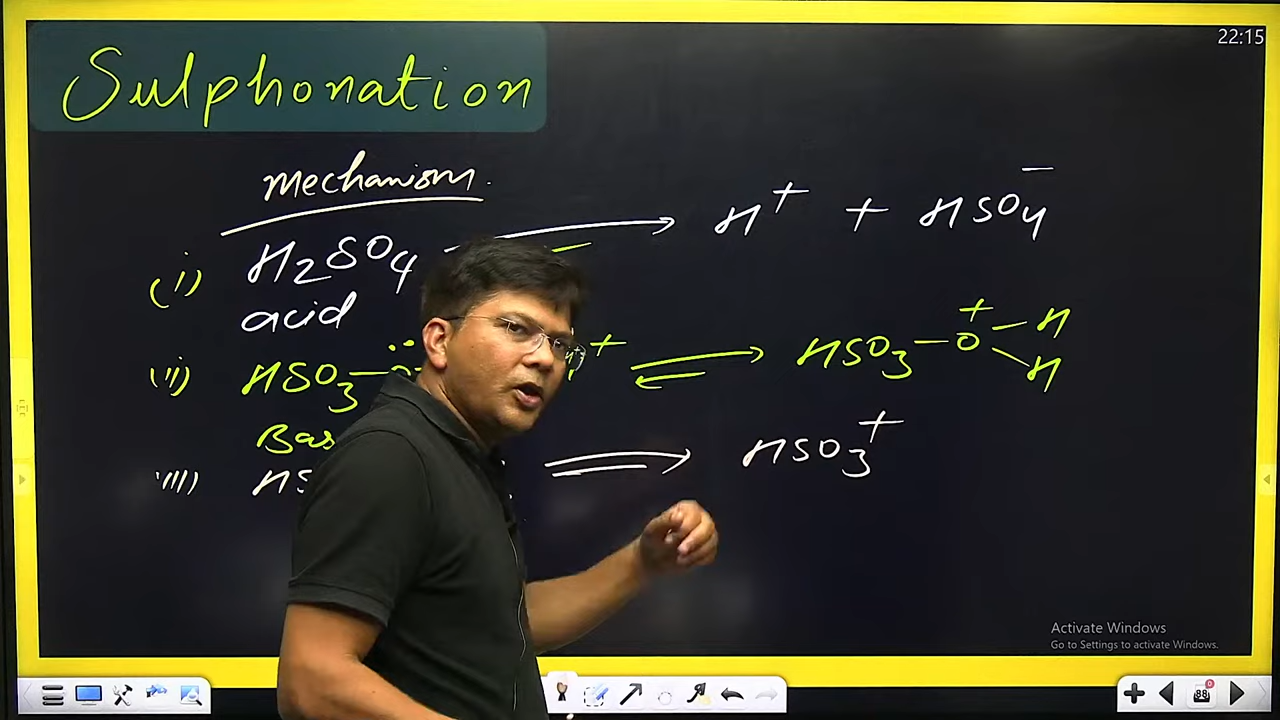 22:15
Sulphonation
mechanism.
(i) H2SO4 → H+ + HSO4−
acid
(ii) HSO3–Ö + ⇌ HSO3–O+ H H
(iii) ⇌ HSO3+
Activate Windows
Go to Settings to activate Windows.
88